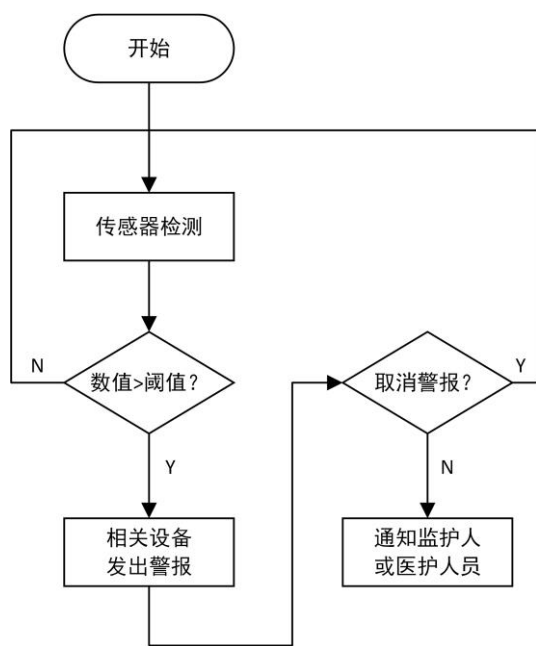 开始
传感器检测
N
数值>阈值?
Y
相关设备
发出警报
取消警报?
Y
N
通知监护人
或医护人员